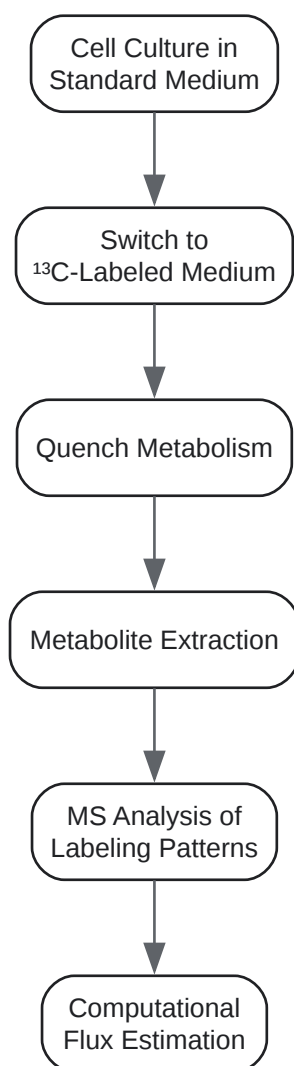 Cell Culture in
Standard Medium
Switch to
¹³C-Labeled Medium
Quench Metabolism
Metabolite Extraction
MS Analysis of
Labeling Patterns
Computational
Flux Estimation